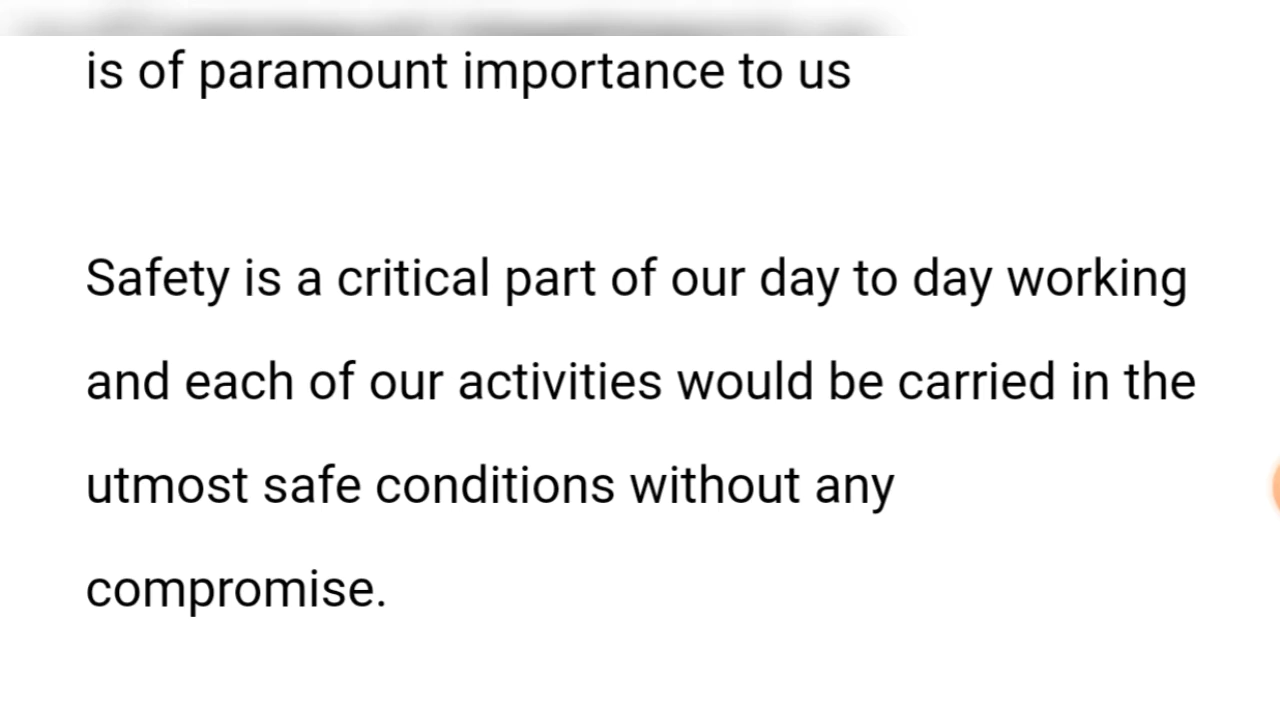 is of paramount importance to us
Safety is a critical part of our day to day working
and each of our activities would be carried in the
utmost safe conditions without any
compromise.